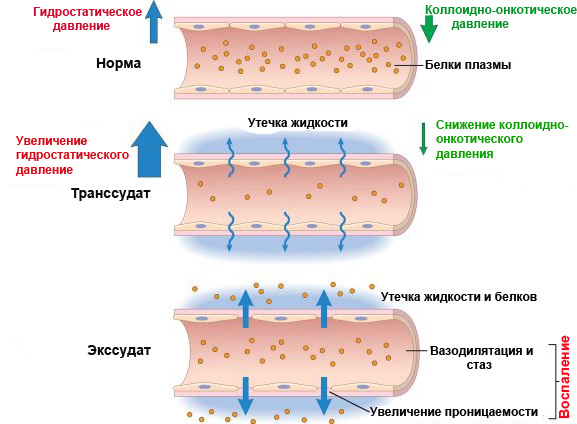 Гидростатическое
давление
Коллоидно-онкотическое
давление
Норма
Белки плазмы
Утечка жидкости
Увеличение
гидростатического
давление
Снижение коллоидно-
онкотического
давления
Транссудат
Утечка жидкости и белков
Экссудат
Вазодилятация и
стаз
Увеличение проницаемости
Воспаление